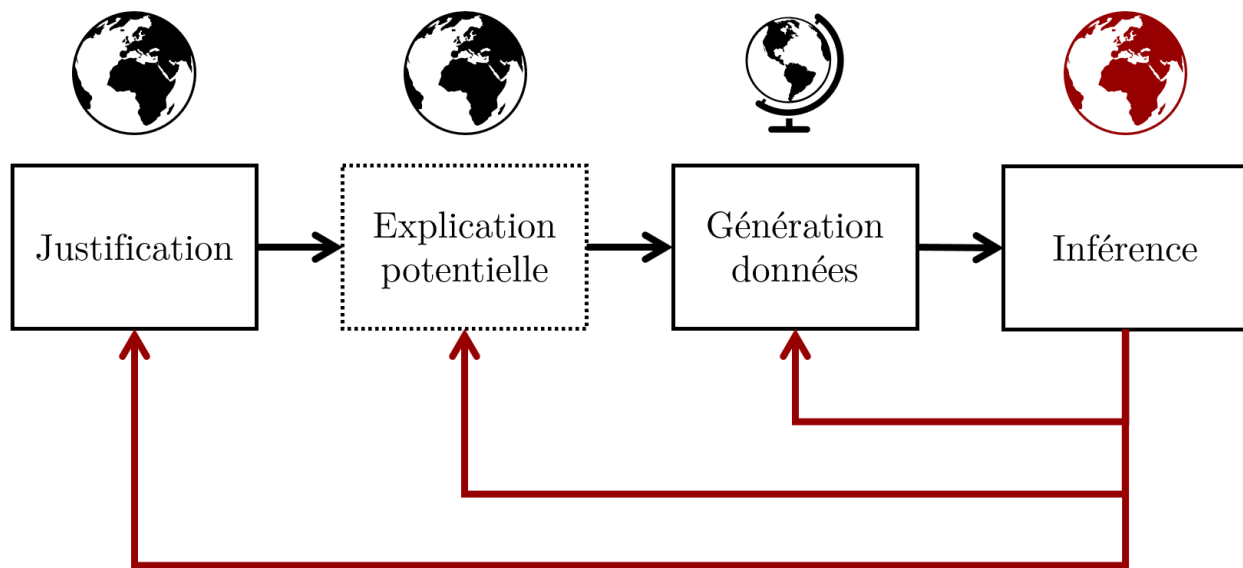 Justification
Explication
potentielle
Génération
données
Inférence